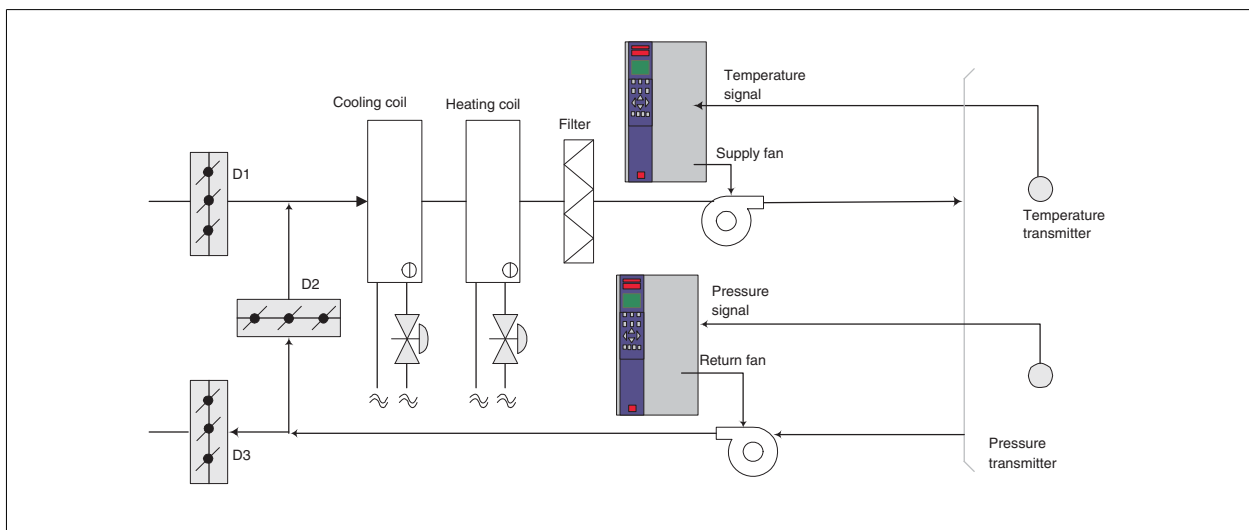 Cooling coil
Heating coil
Filter
Temperature
signal
Supply fan
D1
Temperature
transmitter
D2
Pressure
signal
Return fan
D3
Pressure
transmitter